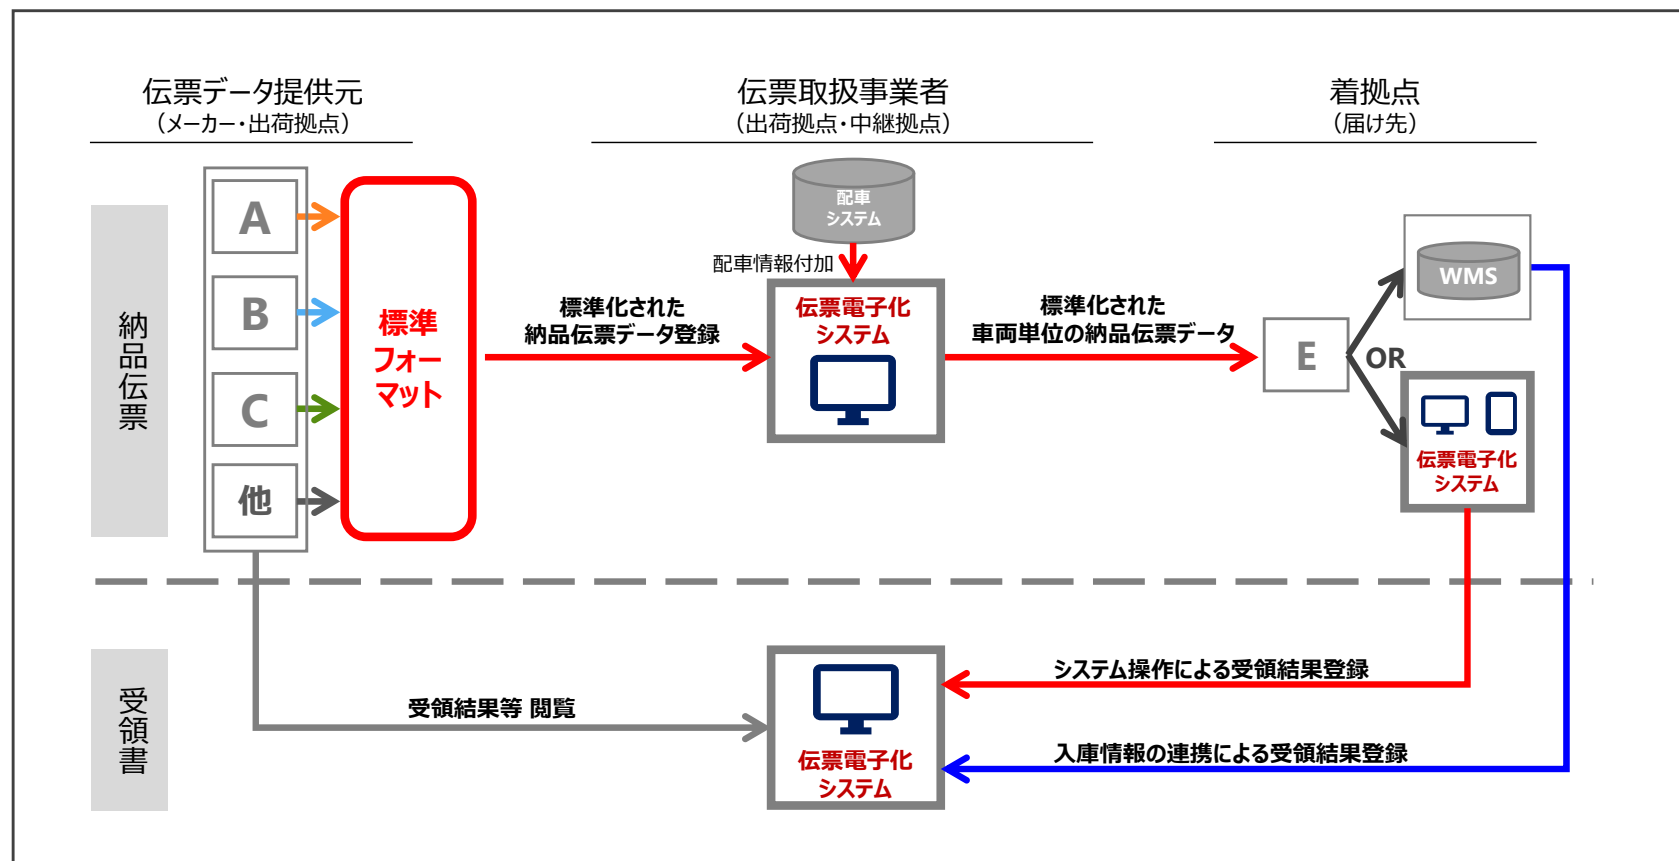 伝票データ提供元
（メーカー・出荷拠点）
伝票取扱事業者
（出荷拠点・中継拠点）
着拠点
（届け先）
納品伝票
A
B
C
他
標準
フォー
マット
標準化された
納品伝票データ登録
配車
システム
配車情報付加
伝票電子化
システム
標準化された
車両単位の納品伝票データ
E
OR
WMS
伝票電子化
システム
受領書
受領結果等 閲覧
伝票電子化
システム
システム操作による受領結果登録
入庫情報の連携による受領結果登録